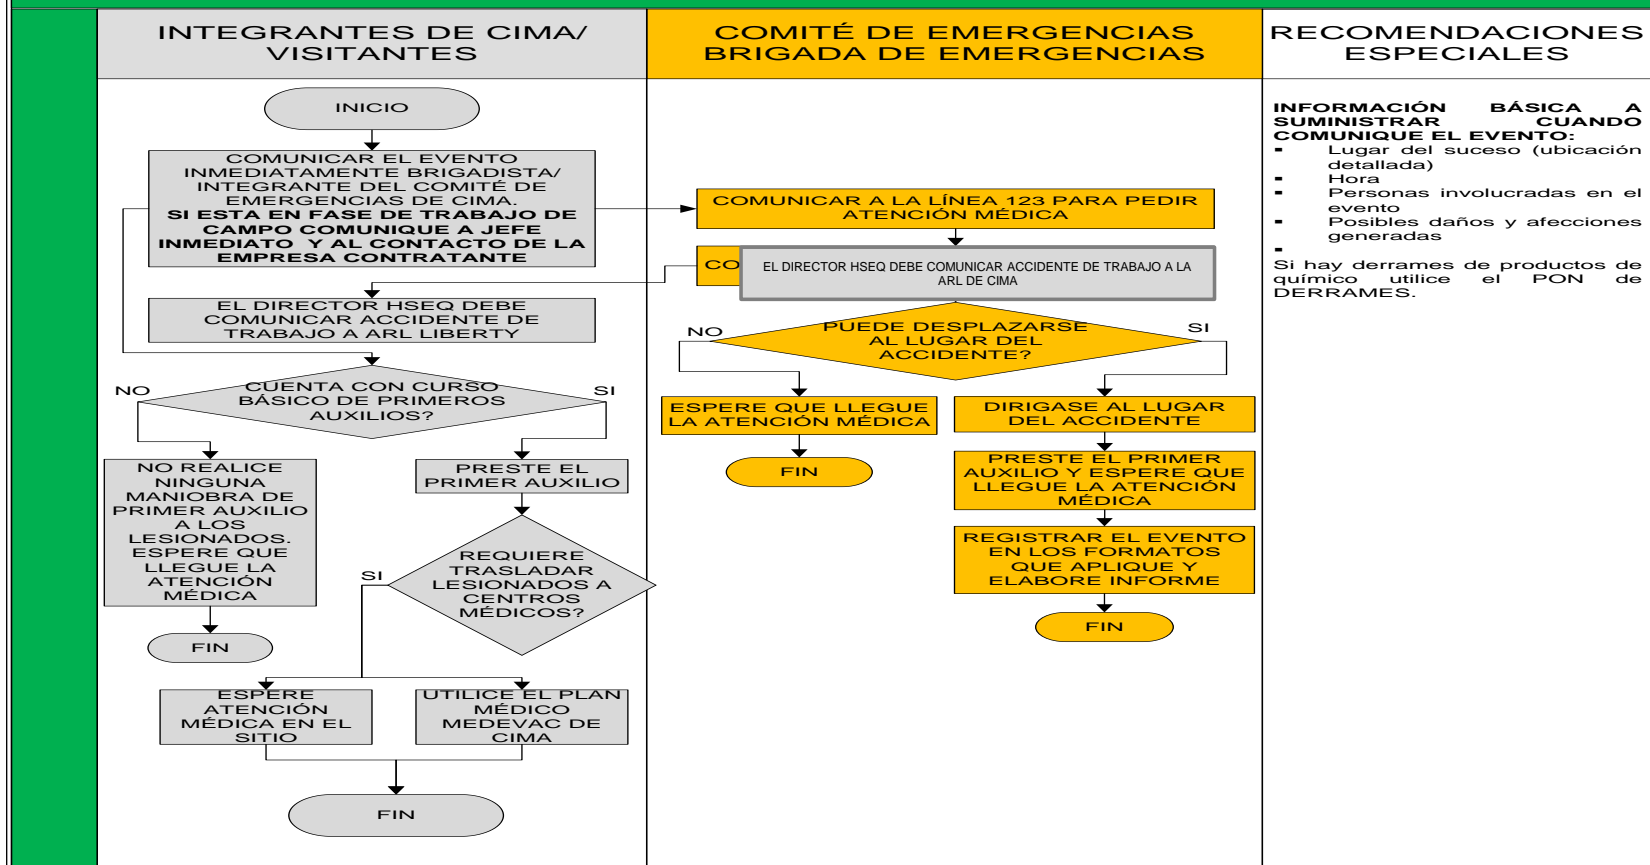 INTEGRANTES DE CIMA/
VISITANTES
COMITÉ DE EMERGENCIAS
BRIGADA DE EMERGENCIAS
RECOMENDACIONES
ESPECIALES
INICIO
COMUNICAR EL EVENTO
INMEDIATAMENTE BRIGADISTA/
INTEGRANTE DEL COMITÉ DE
EMERGENCIAS DE CIMA.
SI ESTA EN FASE DE TRABAJO DE
CAMPO COMUNIQUE A JEFE
INMEDIATO Y AL CONTACTO DE LA
EMPRESA CONTRATANTE
EL DIRECTOR HSEQ DEBE
COMUNICAR ACCIDENTE DE
TRABAJO A ARL LIBERTY
CUENTA CON CURSO
BÁSICO DE PRIMEROS
AUXILIOS?
NO
SI
NO REALICE
NINGUNA
MANIOBRA DE
PRIMER AUXILIO
A LOS
LESIONADOS.
ESPERE QUE
LLEGUE LA
ATENCIÓN
MÉDICA
FIN
PRESTE EL
PRIMER AUXILIO
REQUIERE
TRASLADAR
LESIONADOS A
CENTROS
MÉDICOS?
SI
ESPERE
ATENCIÓN
MÉDICA EN EL
SITIO
UTILICE EL PLAN
MÉDICO
MEDEVAC DE
CIMA
FIN
COMUNICAR A LA LÍNEA 123 PARA PEDIR
ATENCIÓN MÉDICA
CO
EL DIRECTOR HSEQ DEBE COMUNICAR ACCIDENTE DE TRABAJO A LA
ARL DE CIMA
PUEDE DESPLAZARSE
AL LUGAR DEL
ACCIDENTE?
NO
SI
ESPERE QUE LLEGUE
LA ATENCIÓN MÉDICA
FIN
DIRIGASE AL LUGAR
DEL ACCIDENTE
PRESTE EL PRIMER
AUXILIO Y ESPERE QUE
LLEGUE LA ATENCIÓN
MÉDICA
REGISTRAR EL EVENTO
EN LOS FORMATOS
QUE APLIQUE Y
ELABORE INFORME
FIN
INFORMACIÓN BÁSICA A
SUMINISTRAR CUANDO
COMUNIQUE EL EVENTO:
▪ Lugar del suceso (ubicación
detallada)
▪ Hora
▪ Personas involucradas en el
evento
▪ Posibles daños y afecciones
generadas
▪
Si hay derrames de productos de
químico utilice el PON de
DERRAMES.